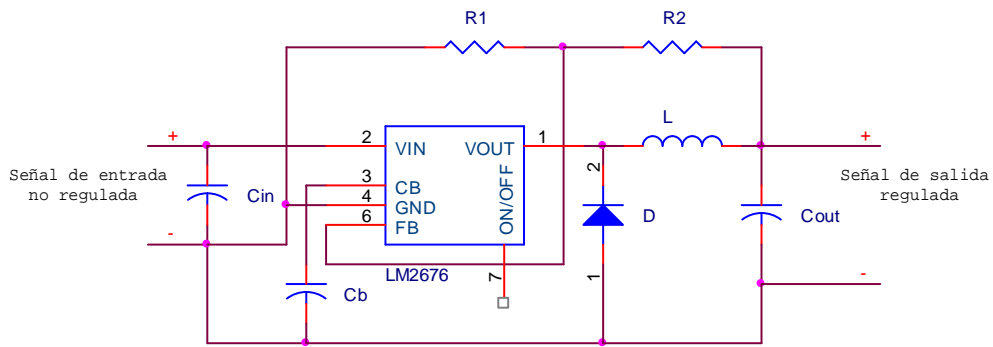 R1
R2
L
+
2
VIN
VOUT
1
+
Señal de entrada
no regulada
Cin
3
CB
4
GND
6
FB
ON/OFF
2
D
1
Cout
Señal de salida
regulada
-
-
LM2676
7
Cb